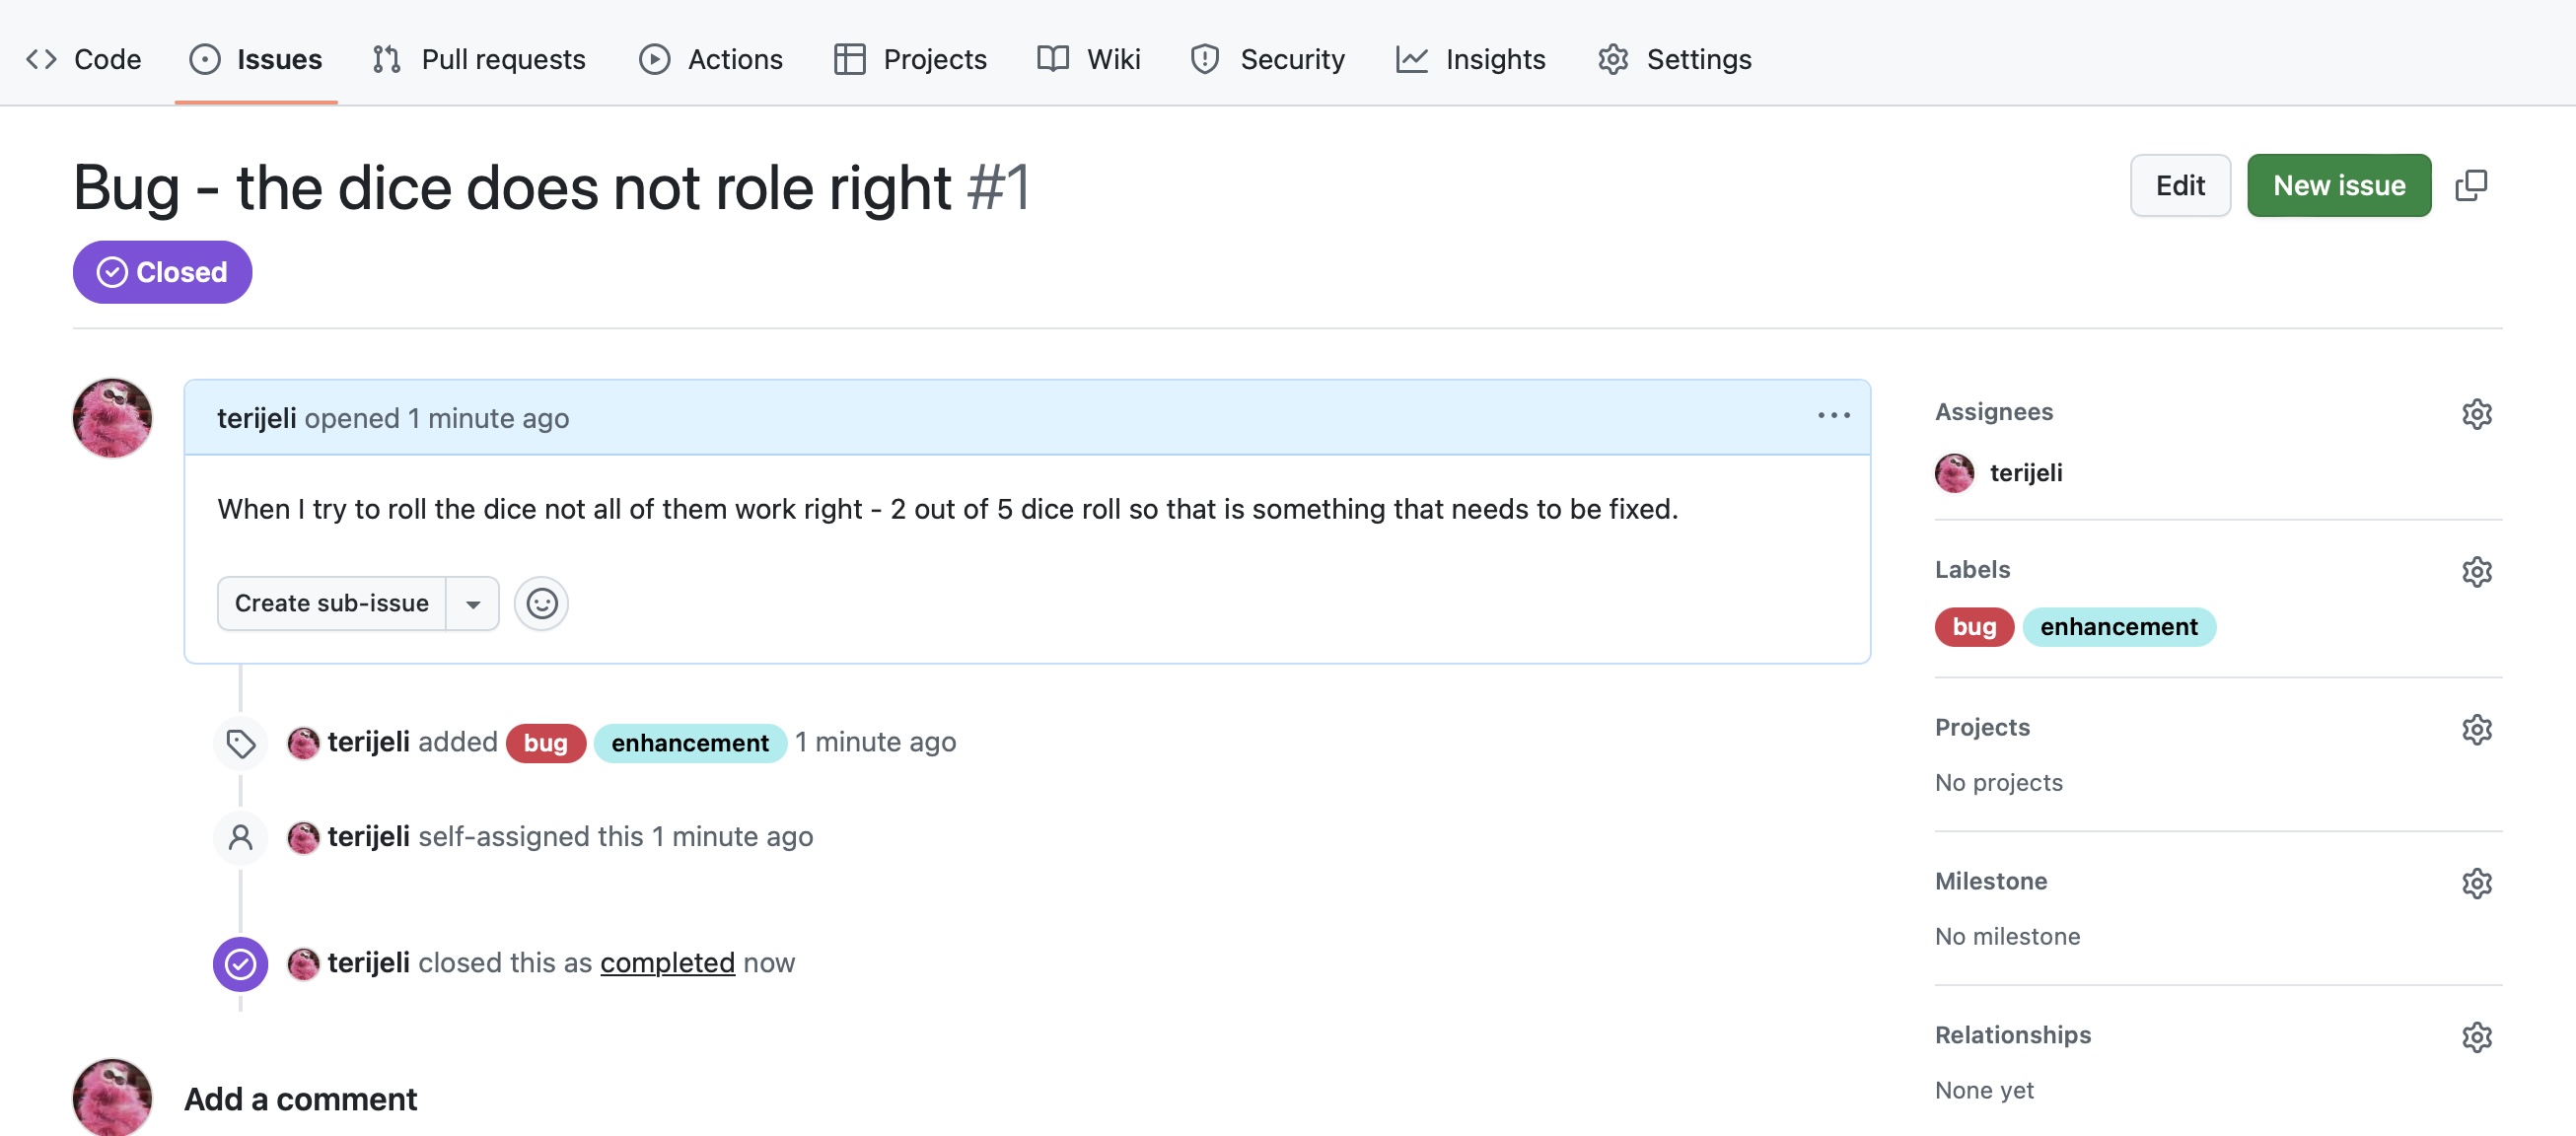 Code Issues Pull requests Actions Projects Wiki Security Insights Settings
Bug - the dice does not role right #1
Edit New issue
Closed
terijeli opened 1 minute ago
When I try to roll the dice not all of them work right - 2 out of 5 dice roll so that is something that needs to be fixed.
Create sub-issue
terijeli added bug enhancement 1 minute ago
terijeli self-assigned this 1 minute ago
terijeli closed this as completed now
Add a comment
Assignees
terijeli
Labels
bug enhancement
Projects
No projects
Milestone
No milestone
Relationships
None yet